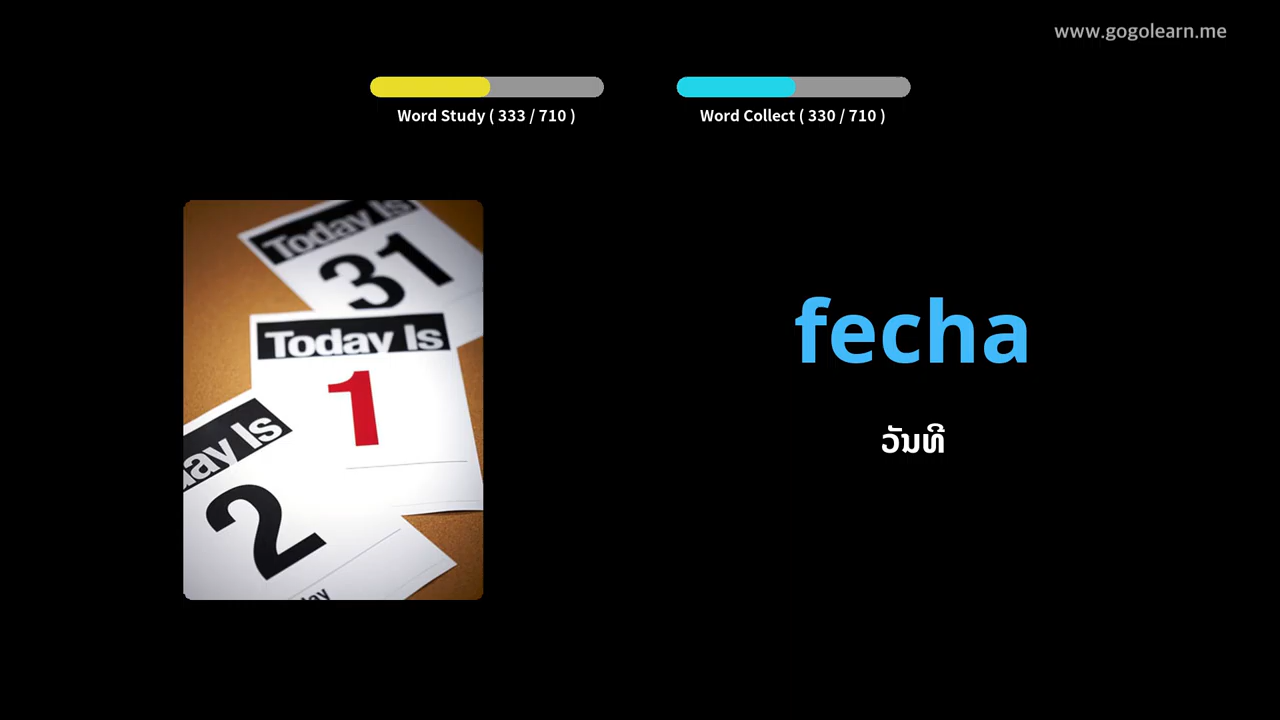 www.gogolearn.me
Word Study ( 333 / 710 )
Word Collect ( 330 / 710 )
Today Is
31
Today Is
1
ay Is
2
ay
fecha
ວັນທີ